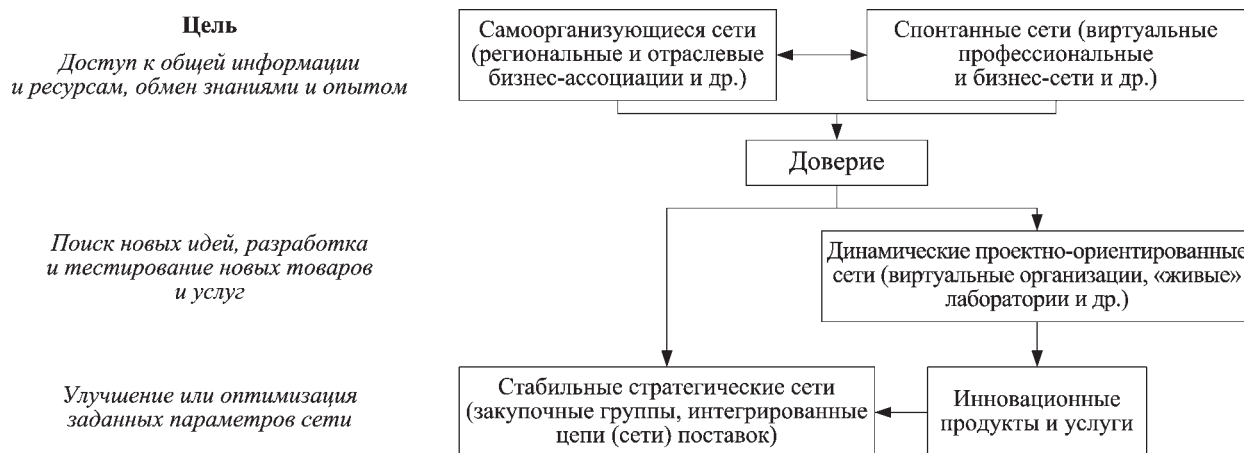 Цель
Доступ к общей информации
и ресурсам, обмен знаниями и опытом
Самоорганизующиеся сети
(региональные и отраслевые
бизнес-ассоциации и др.)
Спонтанные сети (виртуальные
профессиональные
и бизнес-сети и др.)
Доверие
Поиск новых идей, разработка
и тестирование новых товаров
и услуг
Динамические проектно-ориентированные
сети (виртуальные организации, «живые»
лаборатории и др.)
Улучшение или оптимизация
заданных параметров сети
Стабильные стратегические сети
(закупочные группы, интегрированные
цепи (сети) поставок)
Инновационные
продукты и услуги